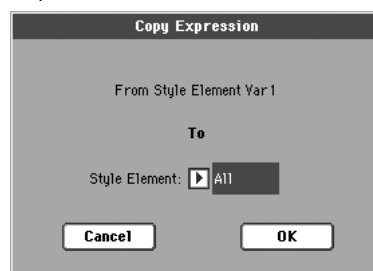 Copy Expression
From Style Element Var1
To
Style Element: All
Cancel OK